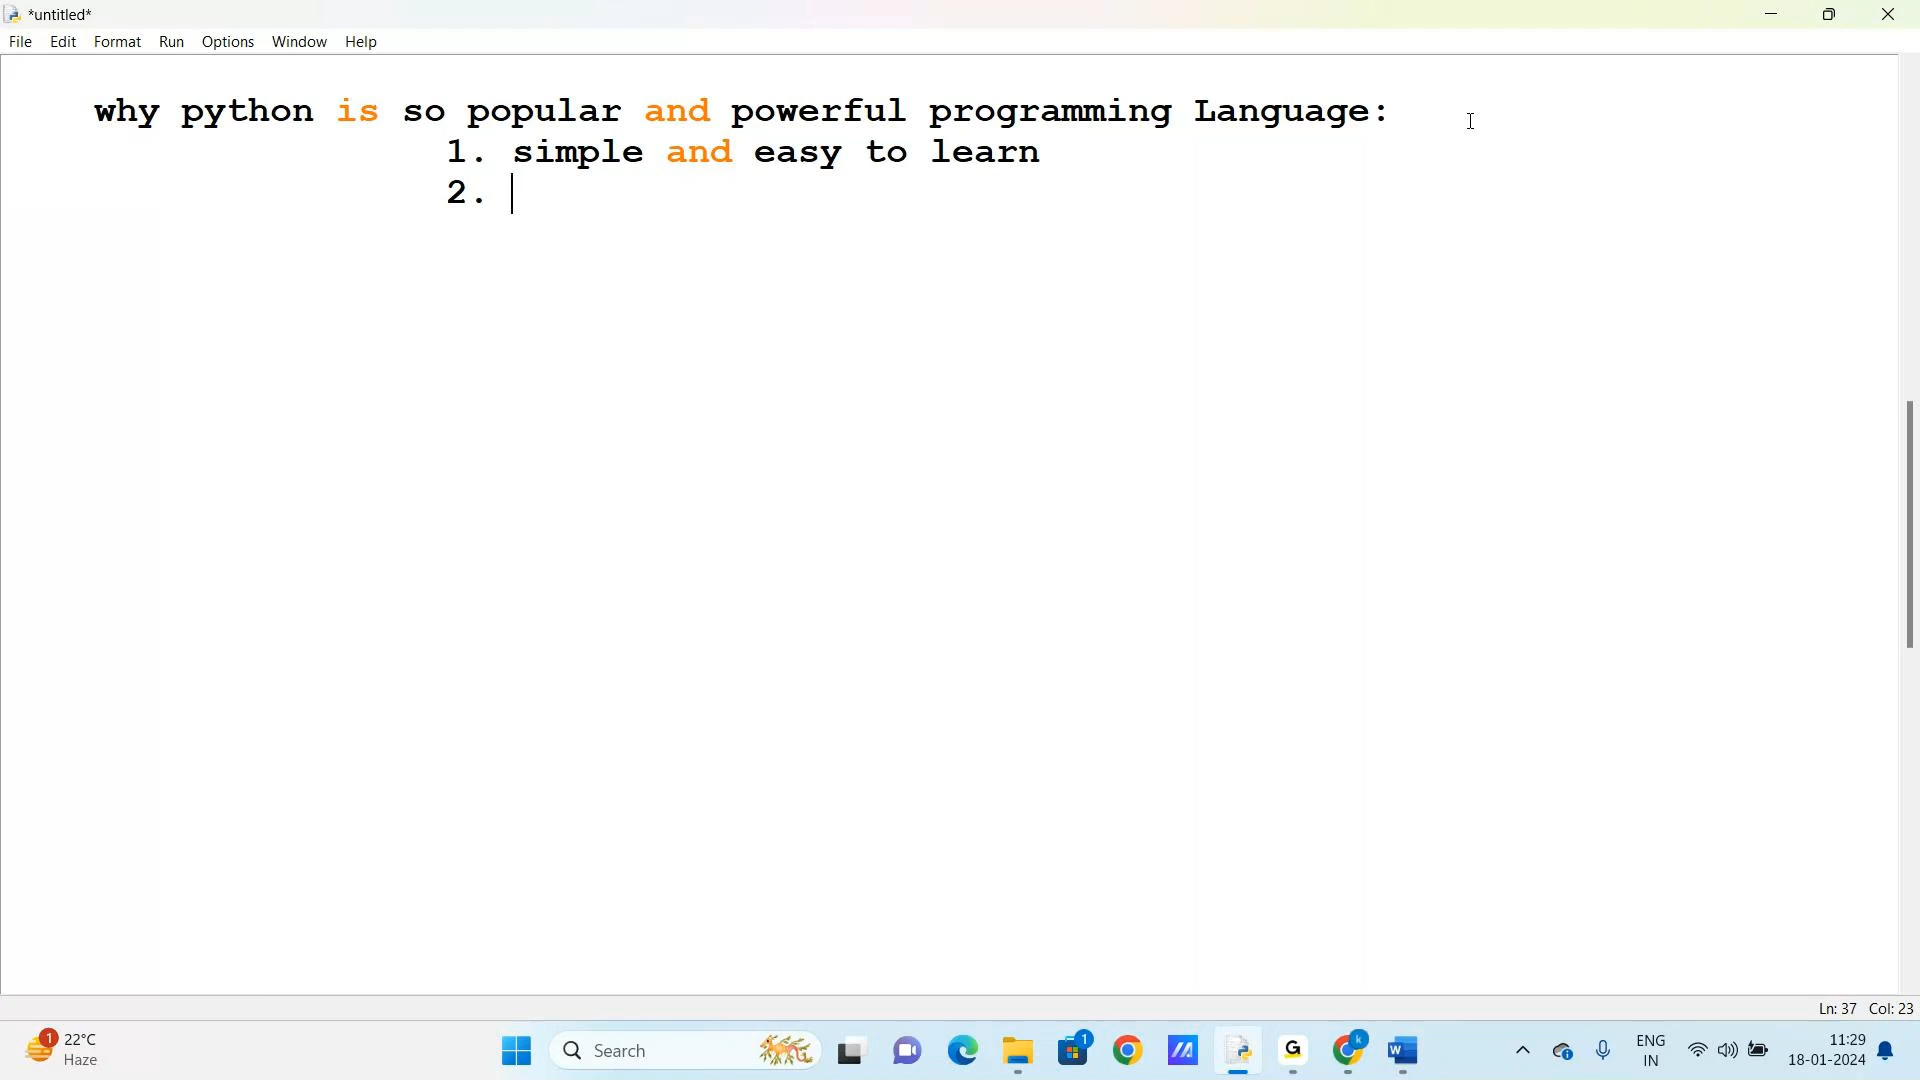 *untitled*
File Edit Format Run Options Window Help
why python is so popular and powerful programming Language:
1. simple and easy to learn
2.
Ln: 37 Col: 23
1
22°C
Haze
Search
1
G
k
W
ENG
IN
11:29
18-01-2024